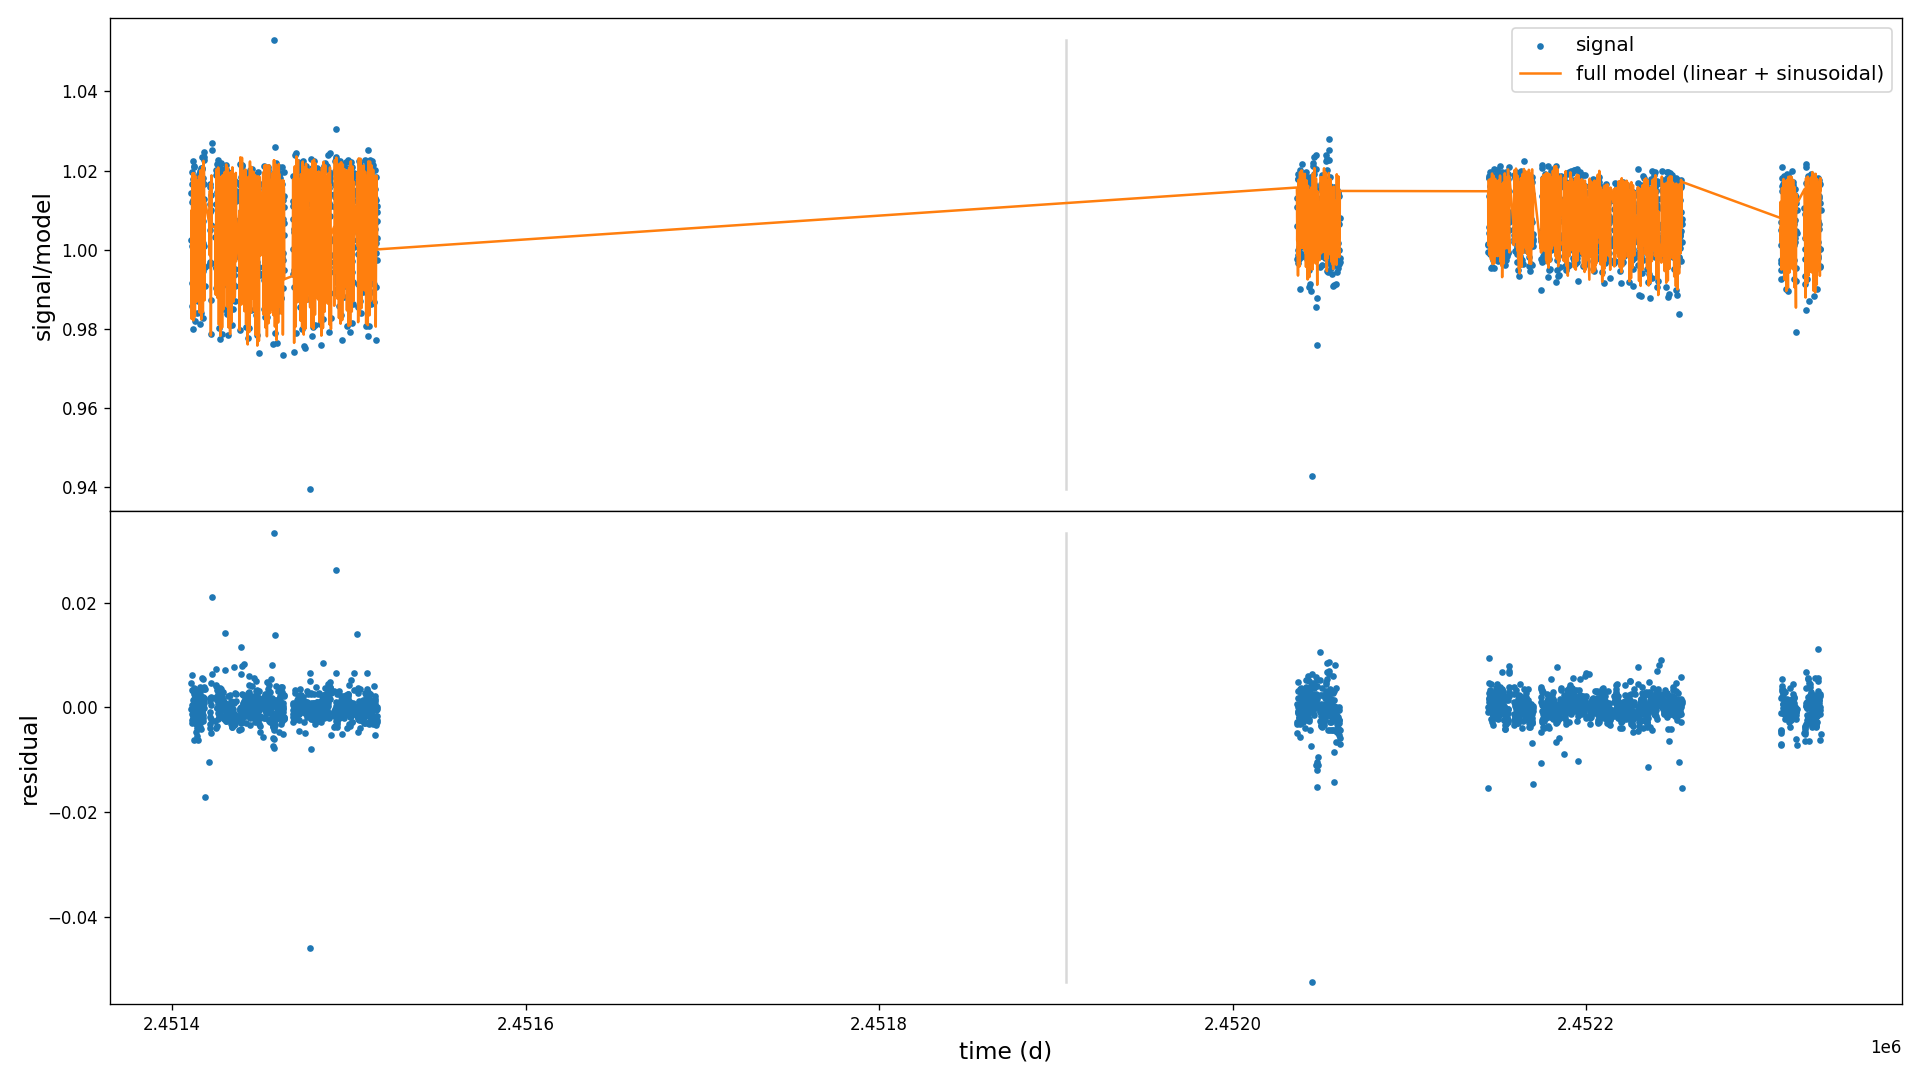 signal
full model (linear + sinusoidal)
signal/model
1.04
1.02
1.00
0.98
0.96
0.94
residual
0.02
0.00
−0.02
−0.04
2.4514
2.4516
2.4518
2.4520
2.4522
1e6
time (d)